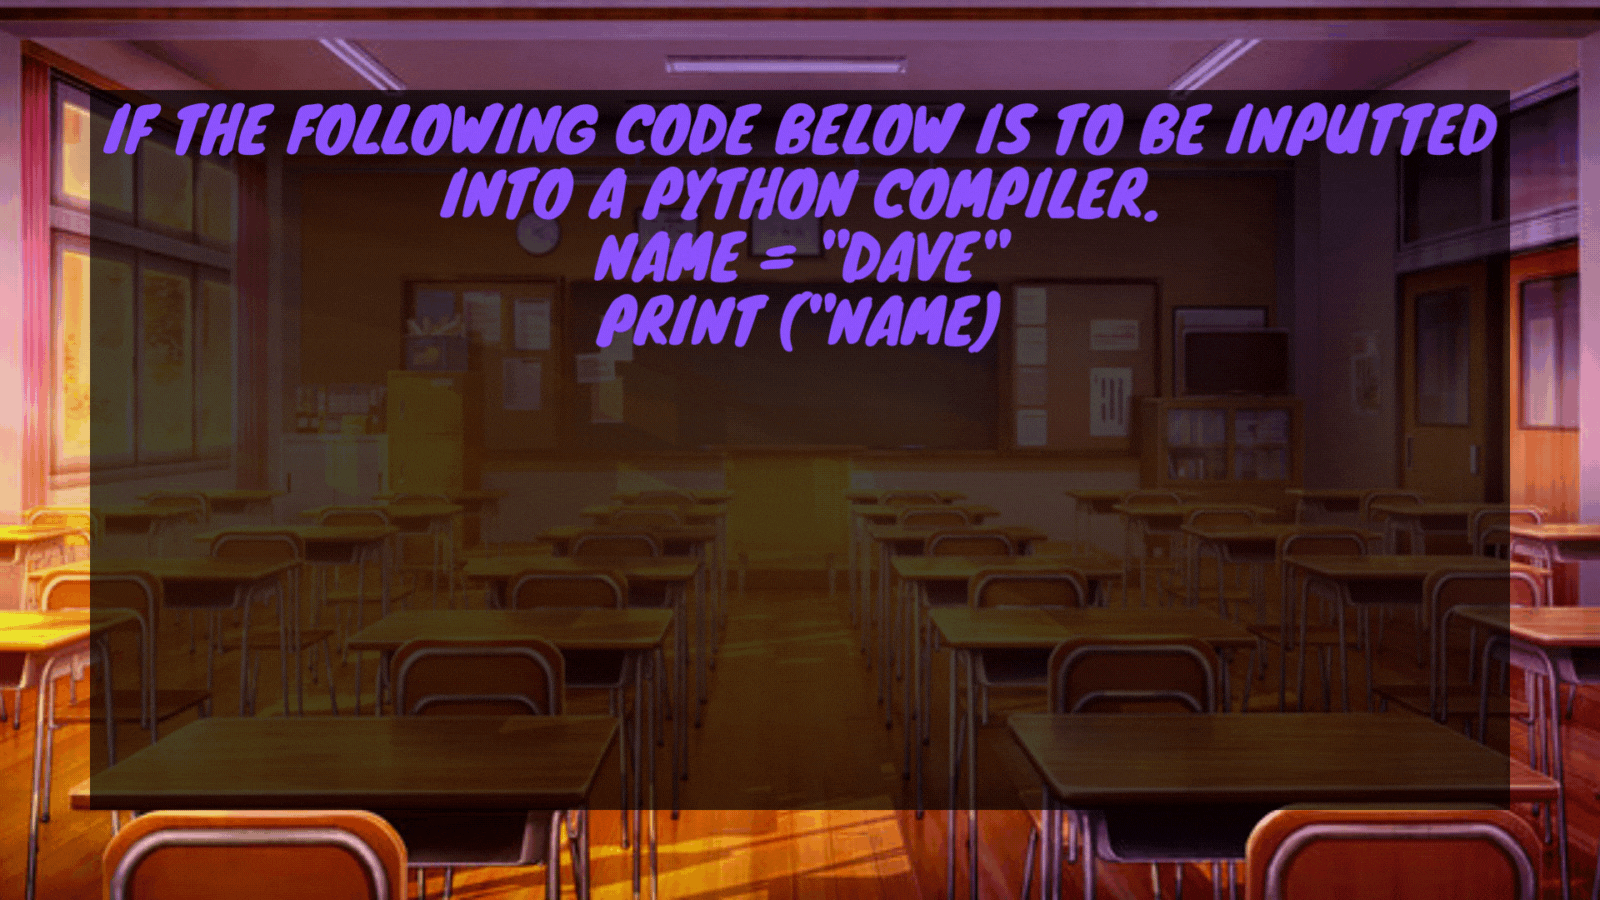 IF THE FOLLOWING CODE BELOW IS TO BE INPUTTED
INTO A PYTHON COMPILER.
NAME = "DAVE"
PRINT ("NAME)